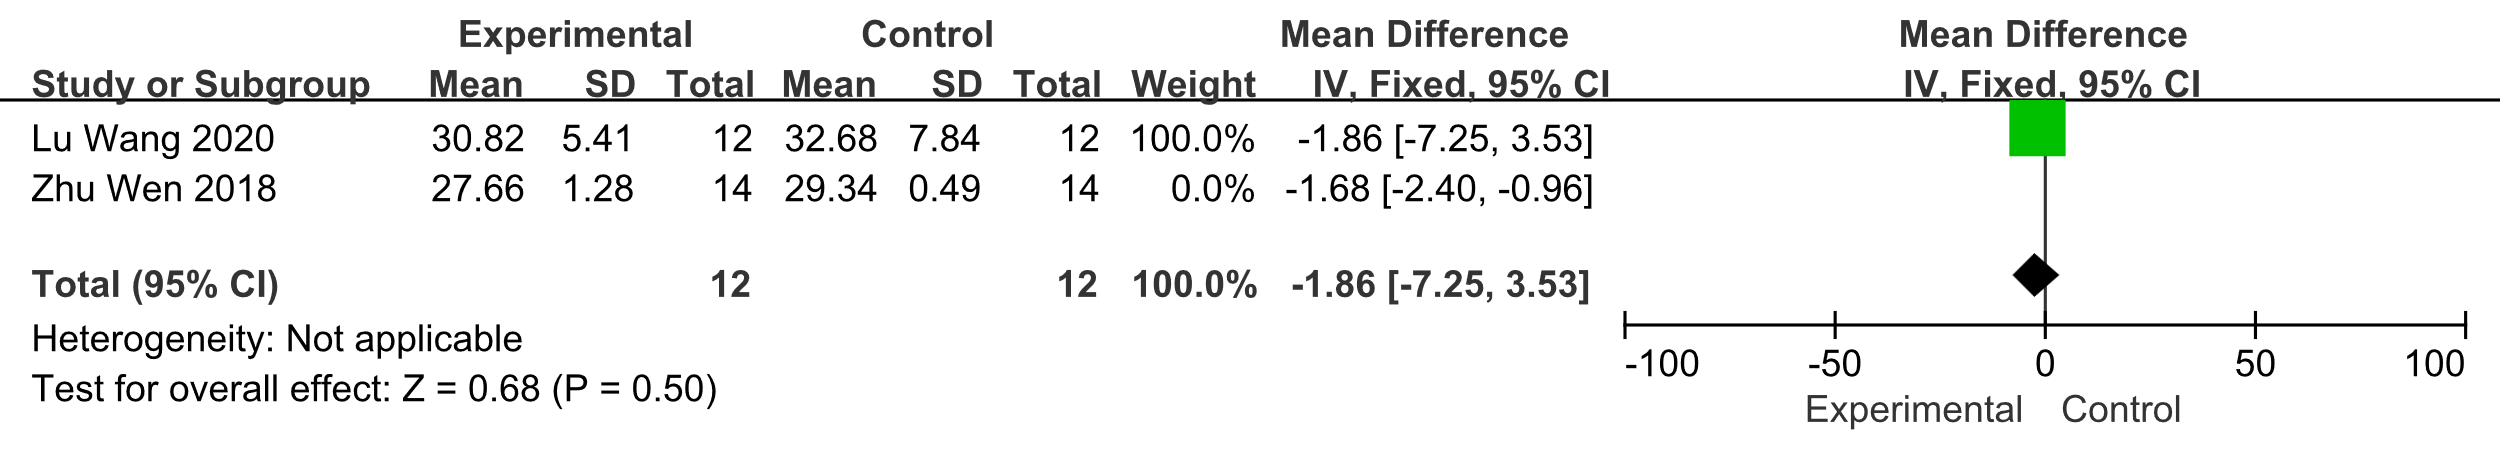 Experimental Control Mean Difference Mean Difference
Study or Subgroup Mean SD Total Mean SD Total Weight IV, Fixed, 95% CI IV, Fixed, 95% CI
Lu Wang 2020 30.82 5.41 12 32.68 7.84 12 100.0% -1.86 [-7.25, 3.53]
Zhu Wen 2018 27.66 1.28 14 29.34 0.49 14 0.0% -1.68 [-2.40, -0.96]
Total (95% CI) 12 12 100.0% -1.86 [-7.25, 3.53]
Heterogeneity: Not applicable
Test for overall effect: Z = 0.68 (P = 0.50)
-100 -50 0 50 100
Experimental Control